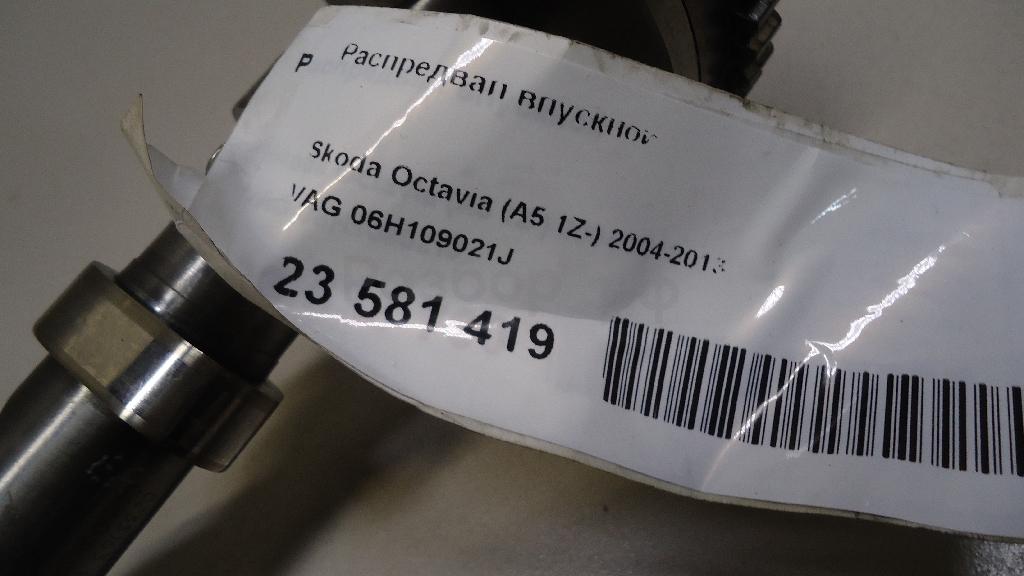 Распредвал впускной
Р
Skoda Octavia (A5 1Z-) 2004-2013
VAG 06H109021J
23 581 419